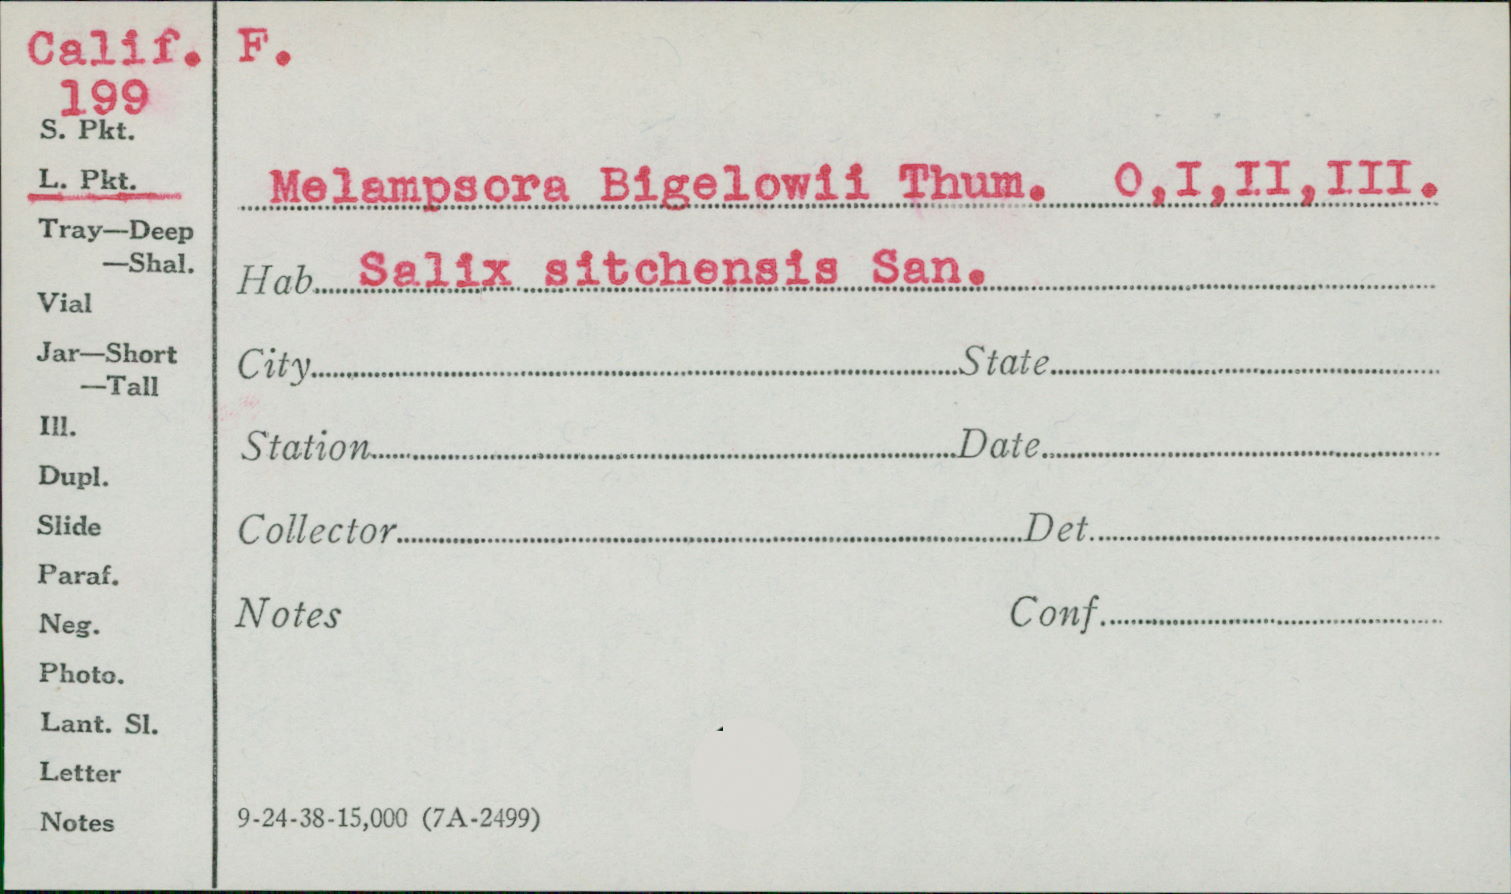 Calif. F.
199
S. Pkt.
L. Pkt.
Melampsora Bigelowii Thum. O,I,II,III.
Tray—Deep
—Shal.
Hab. Salix sitchensis San.
Vial
Jar—Short
—Tall
City State
Ill.
Station Date
Dupl.
Slide
Collector Det.
Paraf.
Neg.
Notes Conf.
Photo.
Lant. Sl.
Letter
Notes
9-24-38-15,000 (7A-2499)